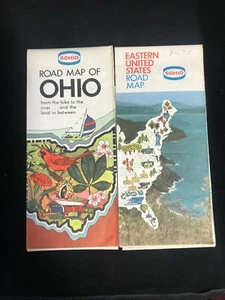 SOHIO
ROAD MAP OF
OHIO
from the lake to the
river ... and the
land in between
EASTERN
UNITED
STATES
ROAD
MAP
SOHIO